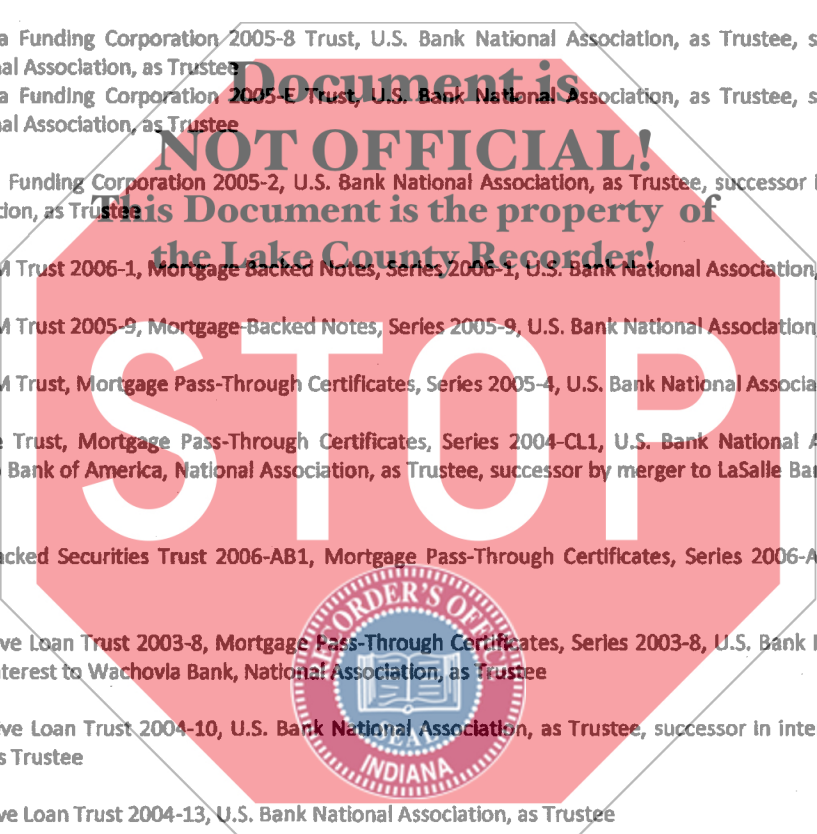 a Funding Corporation 2005-8 Trust, U.S. Bank National Association, as Trustee, s
al Association, as Trustee
Document is
a Funding Corporation 2005-E Trust, U.S. Bank National Association, as Trustee, s
al Association, as Trustee
NOT OFFICIAL!
Funding Corporation 2005-2, U.S. Bank National Association, as Trustee, successor i
tion, as Trustee
This Document is the property of
the Lake County Recorder!
M Trust 2006-1, Mortgage Backed Notes, Series 2006-1, U.S. Bank National Association,
M Trust 2005-9, Mortgage-Backed Notes, Series 2005-9, U.S. Bank National Association
STOP
M Trust, Mortgage Pass-Through Certificates, Series 2005-4, U.S. Bank National Associa
e Trust, Mortgage Pass-Through Certificates, Series 2004-CL1, U.S. Bank National A
Bank of America, National Association, as Trustee, successor by merger to LaSalle Ba
acked Securities Trust 2006-AB1, Mortgage Pass-Through Certificates, Series 2006-A
RECORDER'S OFFICE
ve Loan Trust 2003-8, Mortgage Pass-Through Certificates, Series 2003-8, U.S. Bank
nterest to Wachovia Bank, National Association, as Trustee
ve Loan Trust 2004-10, U.S. Bank National Association, as Trustee, successor in inte
SEAL
s Trustee
INDIANA
ve Loan Trust 2004-13, U.S. Bank National Association, as Trustee